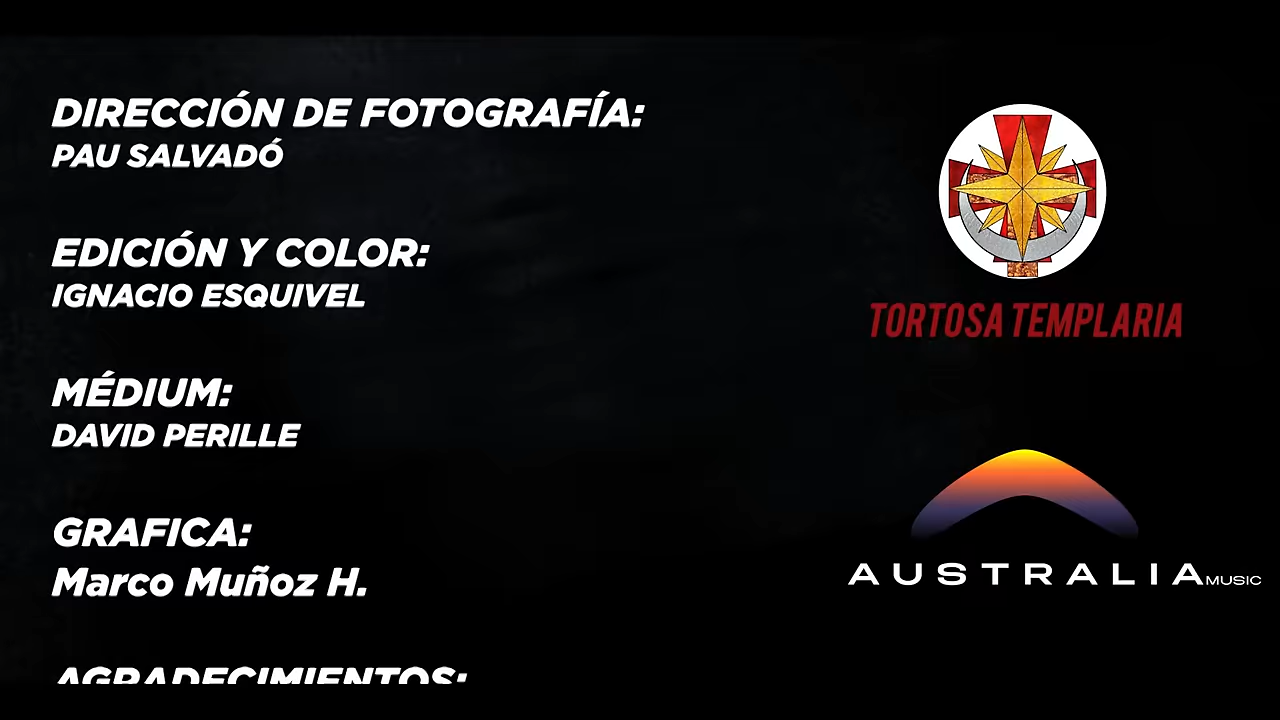 DIRECCIÓN DE FOTOGRAFÍA:
PAU SALVADÓ
EDICIÓN Y COLOR:
IGNACIO ESQUIVEL
MÉDIUM:
DAVID PERILLE
GRAFICA:
Marco Muñoz H.
AGRADECIMIENTOS:
TORTOSA TEMPLARIA
AUSTRALIA MUSIC